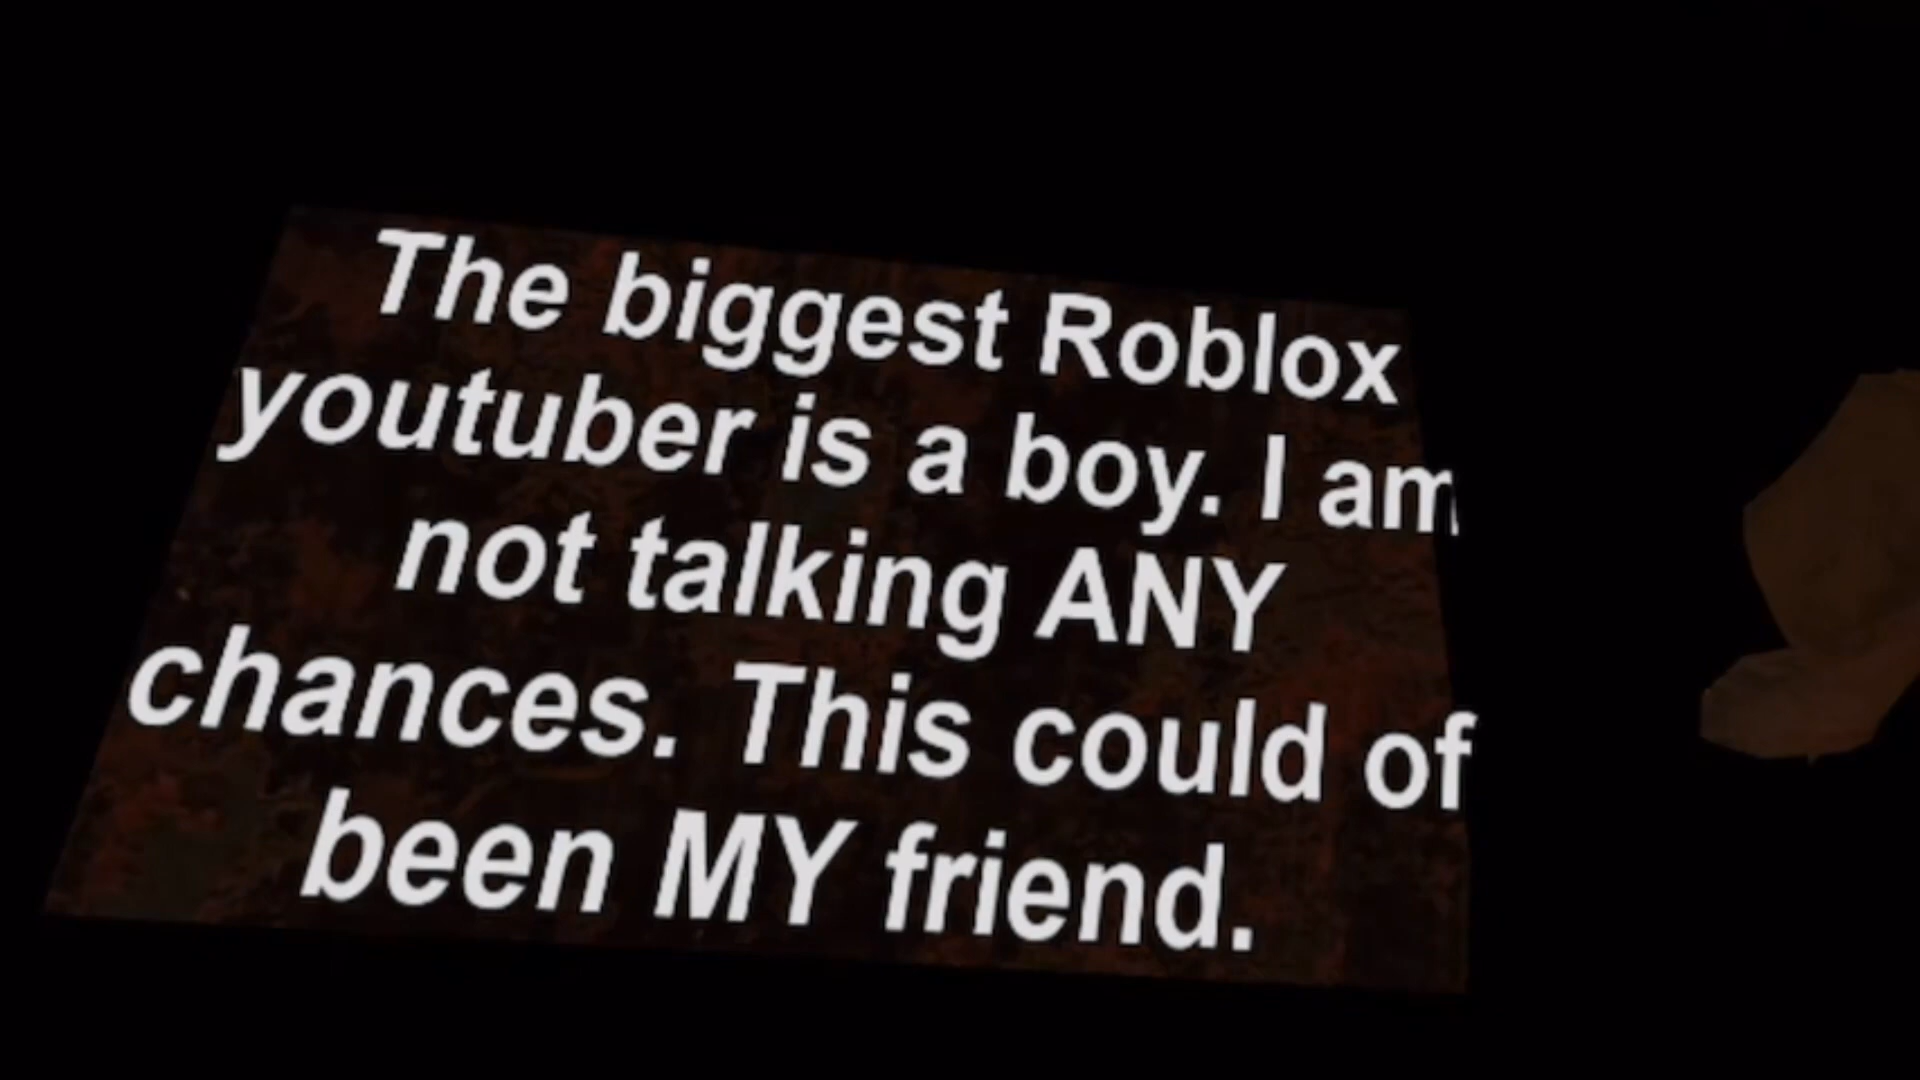 The biggest Roblox
youtuber is a boy. I am
not talking ANY
chances. This could of
been MY friend.